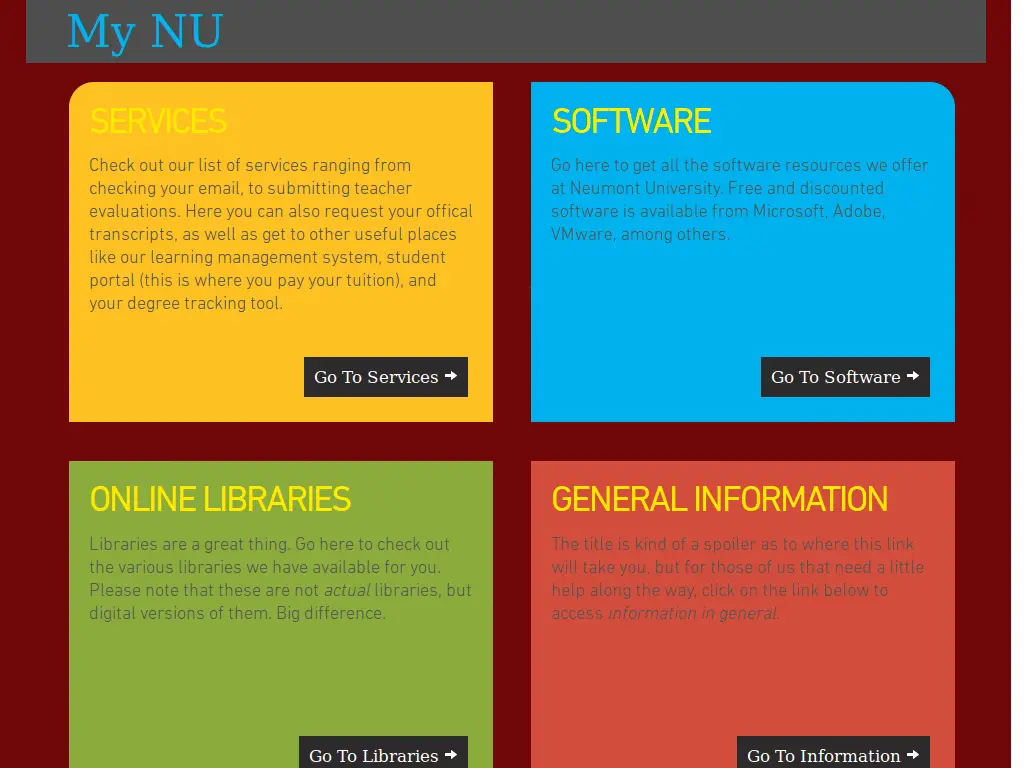 My NU
SERVICES
Check out our list of services ranging from
checking your email, to submitting teacher
evaluations. Here you can also request your offical
transcripts, as well as get to other useful places
like our learning management system, student
portal (this is where you pay your tuition), and
your degree tracking tool.
Go To Services
SOFTWARE
Go here to get all the software resources we offer
at Neumont University. Free and discounted
software is available from Microsoft, Adobe,
VMware, among others.
Go To Software
ONLINE LIBRARIES
Libraries are a great thing. Go here to check out
the various libraries we have available for you.
Please note that these are not actual libraries, but
digital versions of them. Big difference.
Go To Libraries
GENERAL INFORMATION
The title is kind of a spoiler as to where this link
will take you, but for those of us that need a little
help along the way, click on the link below to
access information in general.
Go To Information